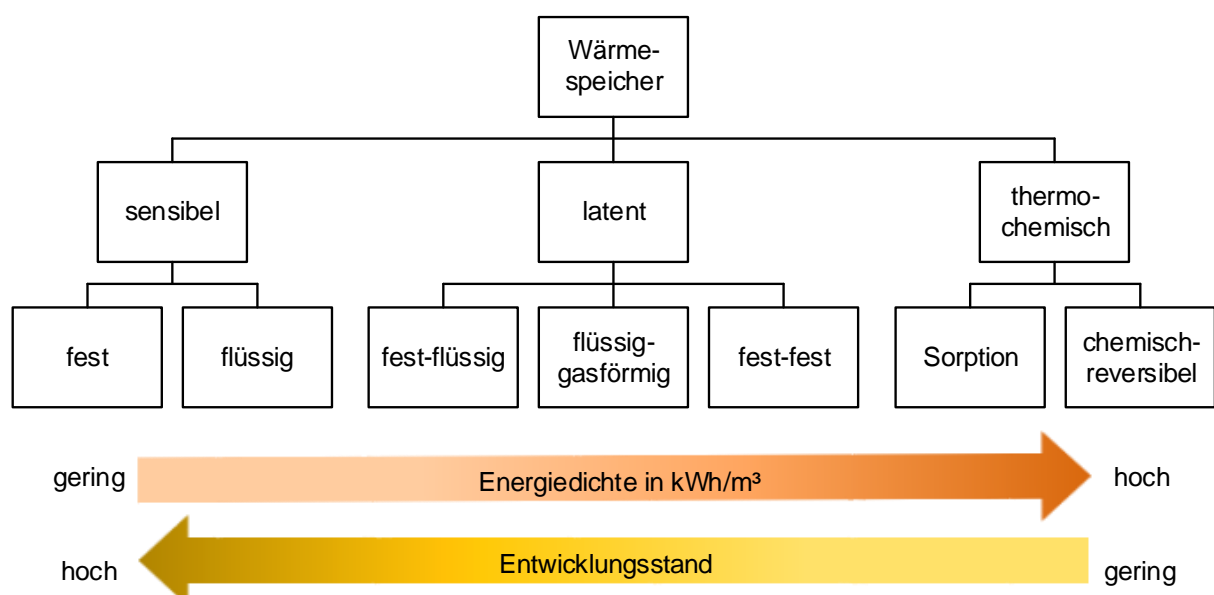 Wärme-
speicher
sensibel
latent
thermo-
chemisch
fest
flüssig
fest-flüssig
flüssig-
gasförmig
fest-fest
Sorption
chemisch-
reversibel
gering
Energiedichte in kWh/m³
hoch
hoch
Entwicklungsstand
gering